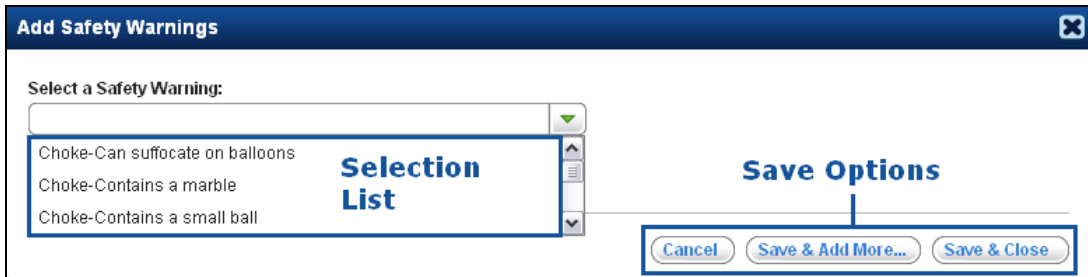 Add Safety Warnings
Select a Safety Warning:
Choke-Can suffocate on balloons
Choke-Contains a marble
Choke-Contains a small ball
Selection
List
Save Options
Cancel
Save & Add More...
Save & Close